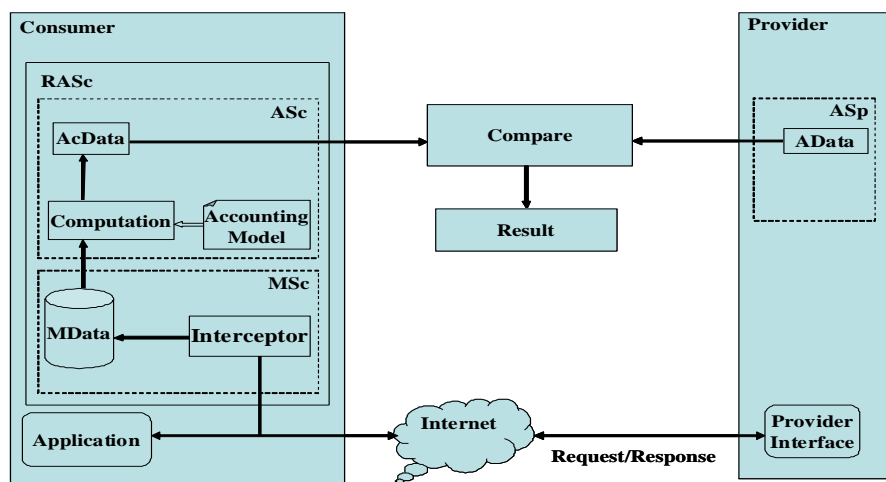 Consumer
RASc
ASc
AcData
Computation
Accounting
Model
MSc
MData
Interceptor
Application
Compare
Result
Internet
Request/Response
Provider
ASp
AData
Provider
Interface